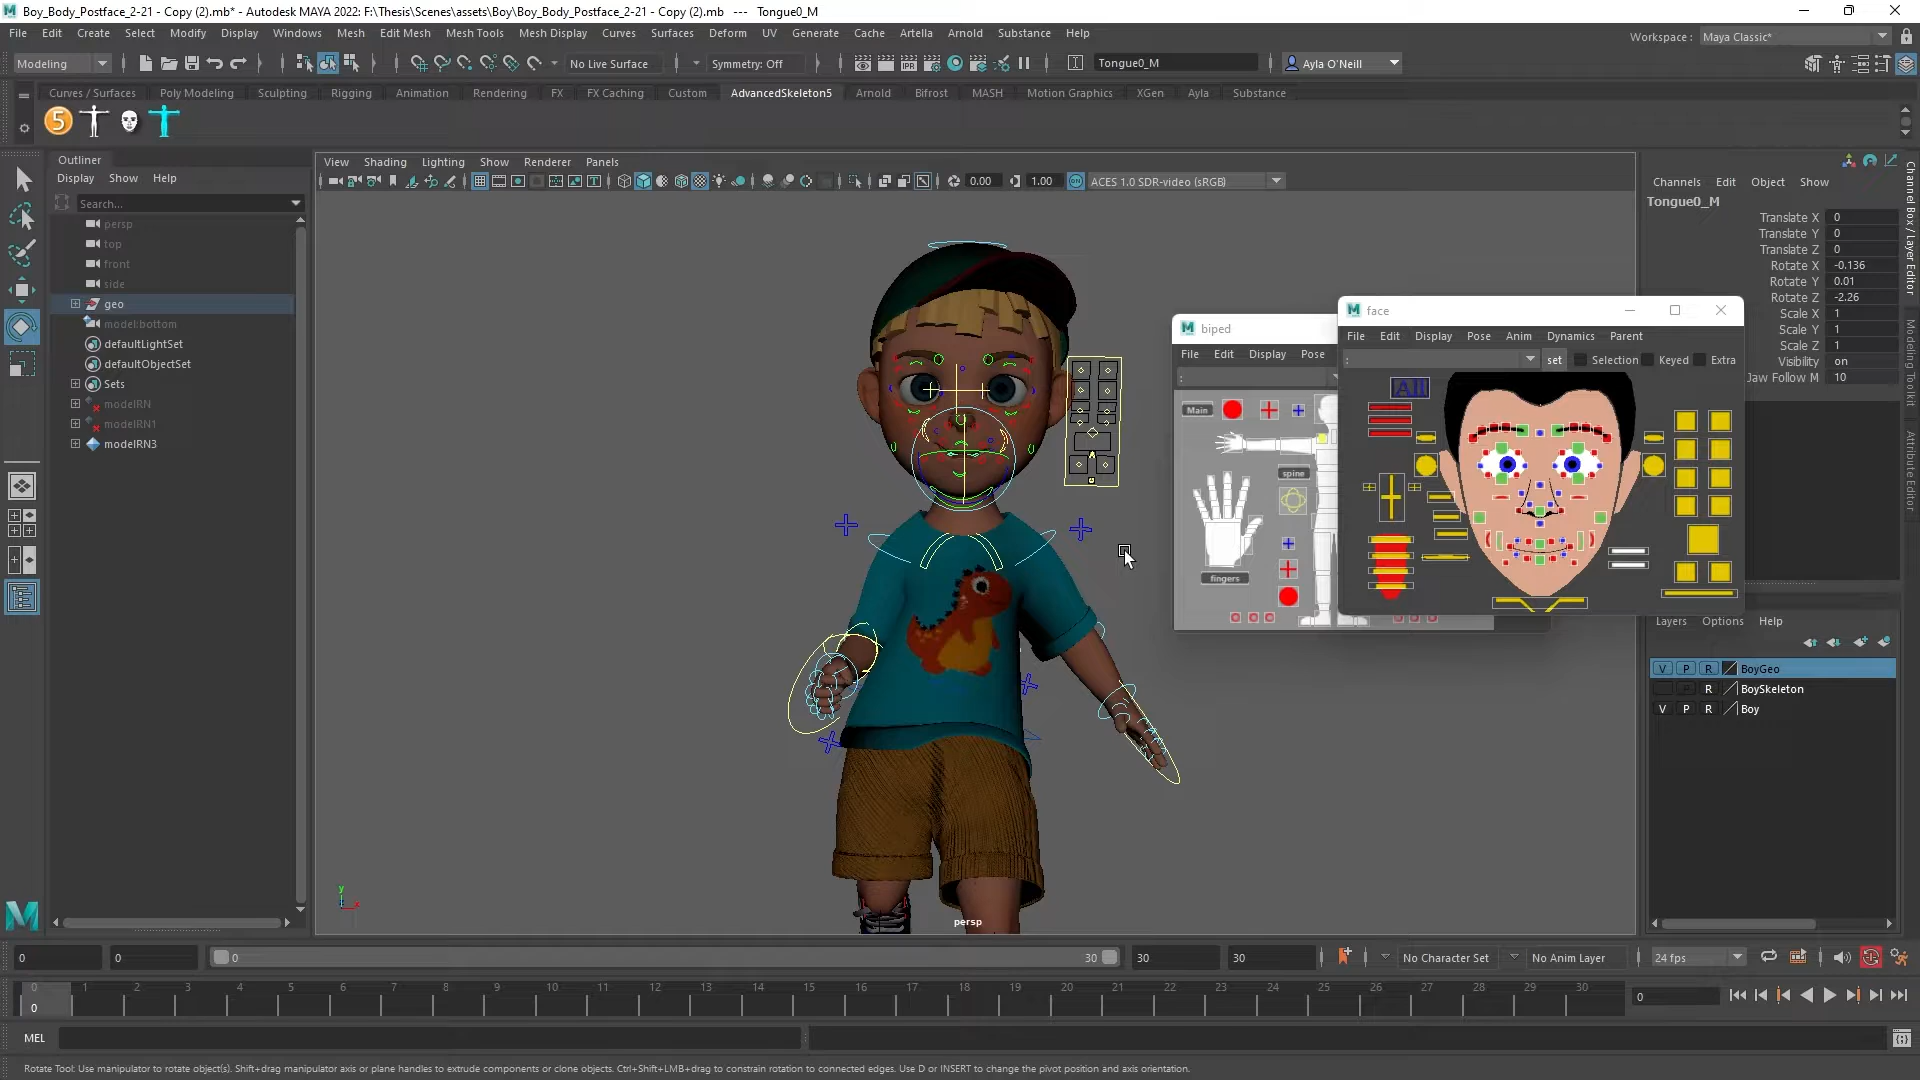 Boy_Body_Postface_2-21 - Copy (2).mb* - Autodesk MAYA 2022: F:\Thesis\Scenes\assets\Boy\Boy_Body_Postface_2-21 - Copy (2).mb --- Tongue0_M
File Edit Create Select Modify Display Windows Mesh Edit Mesh Mesh Tools Mesh Display Curves Surfaces Deform UV Generate Cache Artella Arnold Substance Help
Workspace : Maya Classic*
Modeling No Live Surface Symmetry: Off Tongue0_M Ayla O'Neill
Curves / Surfaces Poly Modeling Sculpting Rigging Animation Rendering FX FX Caching Custom AdvancedSkeleton5 Arnold Bifrost MASH Motion Graphics XGen Ayla Substance
5
Outliner
Display Show Help
Search...
persp
top
front
side
geo
model:bottom
defaultLightSet
defaultObjectSet
Sets
modelRN
modelRN1
modelRN3
View Shading Lighting Show Renderer Panels
0.00 1.00 ACES 1.0 SDR-video (sRGB)
persp
biped
File Edit Display Pose
:
Main
spine
fingers
face
File Edit Display Pose Anim Dynamics Parent
: set Selection Keyed Extra
All
Channels Edit Object Show
Tongue0_M
Translate X 0
Translate Y 0
Translate Z 0
Rotate X -0.136
Rotate Y 0.01
Rotate Z -2.26
Scale X 1
Scale Y 1
Scale Z 1
Visibility on
Jaw Follow M 10
Channel Box / Layer Editor
Modeling Toolkit
Attribute Editor
Layers Options Help
V P R BoyGeo
R BoySkeleton
V P R Boy
0 0 0 30 30 30 No Character Set No Anim Layer 24 fps
0 1 2 3 4 5 6 7 8 9 10 11 12 13 14 15 16 17 18 19 20 21 22 23 24 25 26 27 28 29 30
0 0
MEL
Rotate Tool: Use manipulator to rotate object(s). Shift+drag manipulator axis or plane handles to extrude components or clone objects. Ctrl+Shift+LMB+drag to constrain rotation to connected edges. Use D or INSERT to change the pivot position and axis orientation.